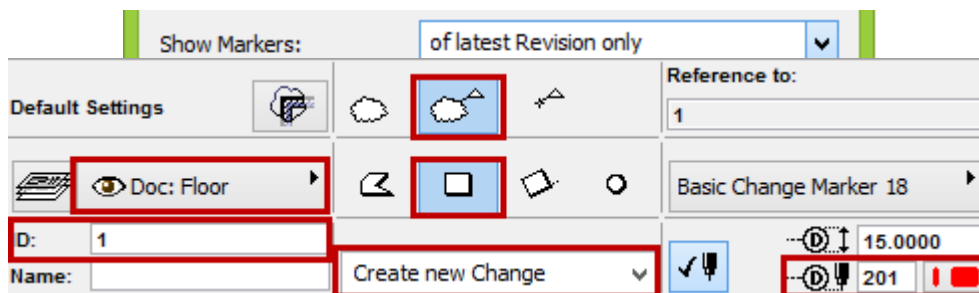 Show Markers: of latest Revision only
Reference to:
Default Settings
1
Doc: Floor
Basic Change Marker 18
ID: 1
15.0000
Name:
Create new Change
201